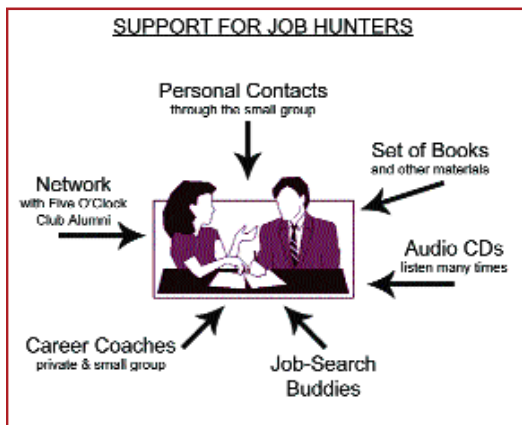 SUPPORT FOR JOB HUNTERS
Personal Contacts
through the small group
Set of Books
and other materials
Network
with Five O'Clock
Club Alumni
Audio CDs
listen many times
Career Coaches
private & small group
Job-Search
Buddies